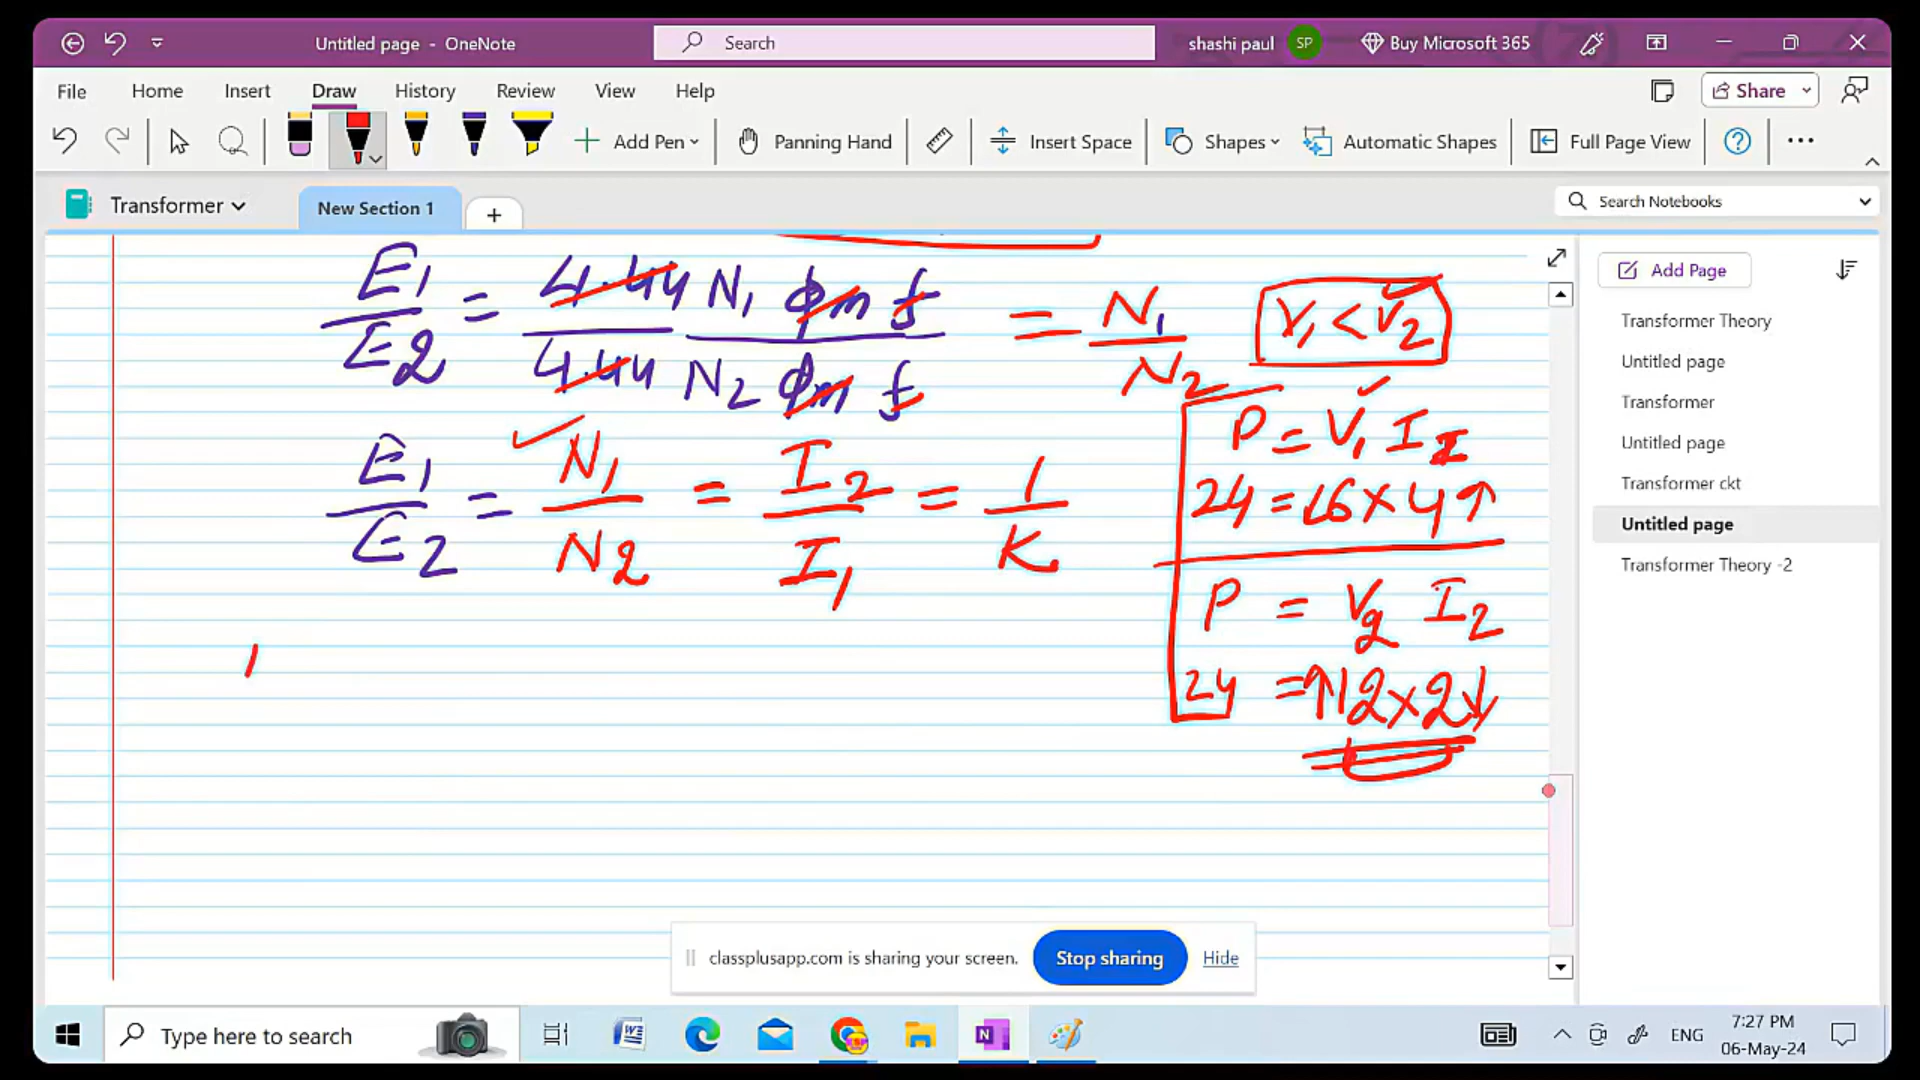 Untitled page - OneNote
Search
shashi paul
SP
Buy Microsoft 365
File Home Insert Draw History Review View Help
Share
Add Pen
Panning Hand
Insert Space
Shapes
Automatic Shapes
Full Page View
Transformer
New Section 1
Search Notebooks
E1/E2 = 4.44 N1 φm f / 4.44 N2 φm f = N1/N2
V1 < V2
E1/E2 = N1/N2 = I2/I1 = 1/K
P = V1 I
24 = 6 × 4 ↑
P = V2 I2
24 = ↑ 12 × 2 ↓
Add Page
Transformer Theory
Untitled page
Transformer
Untitled page
Transformer ckt
Untitled page
Transformer Theory -2
classplusapp.com is sharing your screen.
Stop sharing
Hide
Type here to search
ENG
7:27 PM
06-May-24